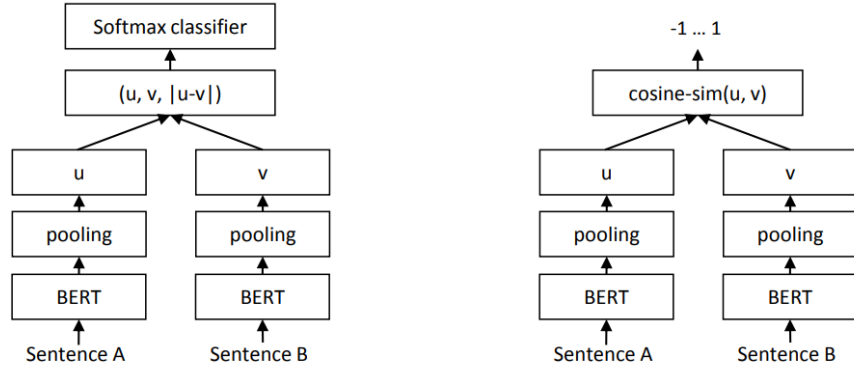 Softmax classifier
(u, v, |u-v|)
u
v
pooling
pooling
BERT
BERT
Sentence A
Sentence B
-1 … 1
cosine-sim(u, v)
u
v
pooling
pooling
BERT
BERT
Sentence A
Sentence B